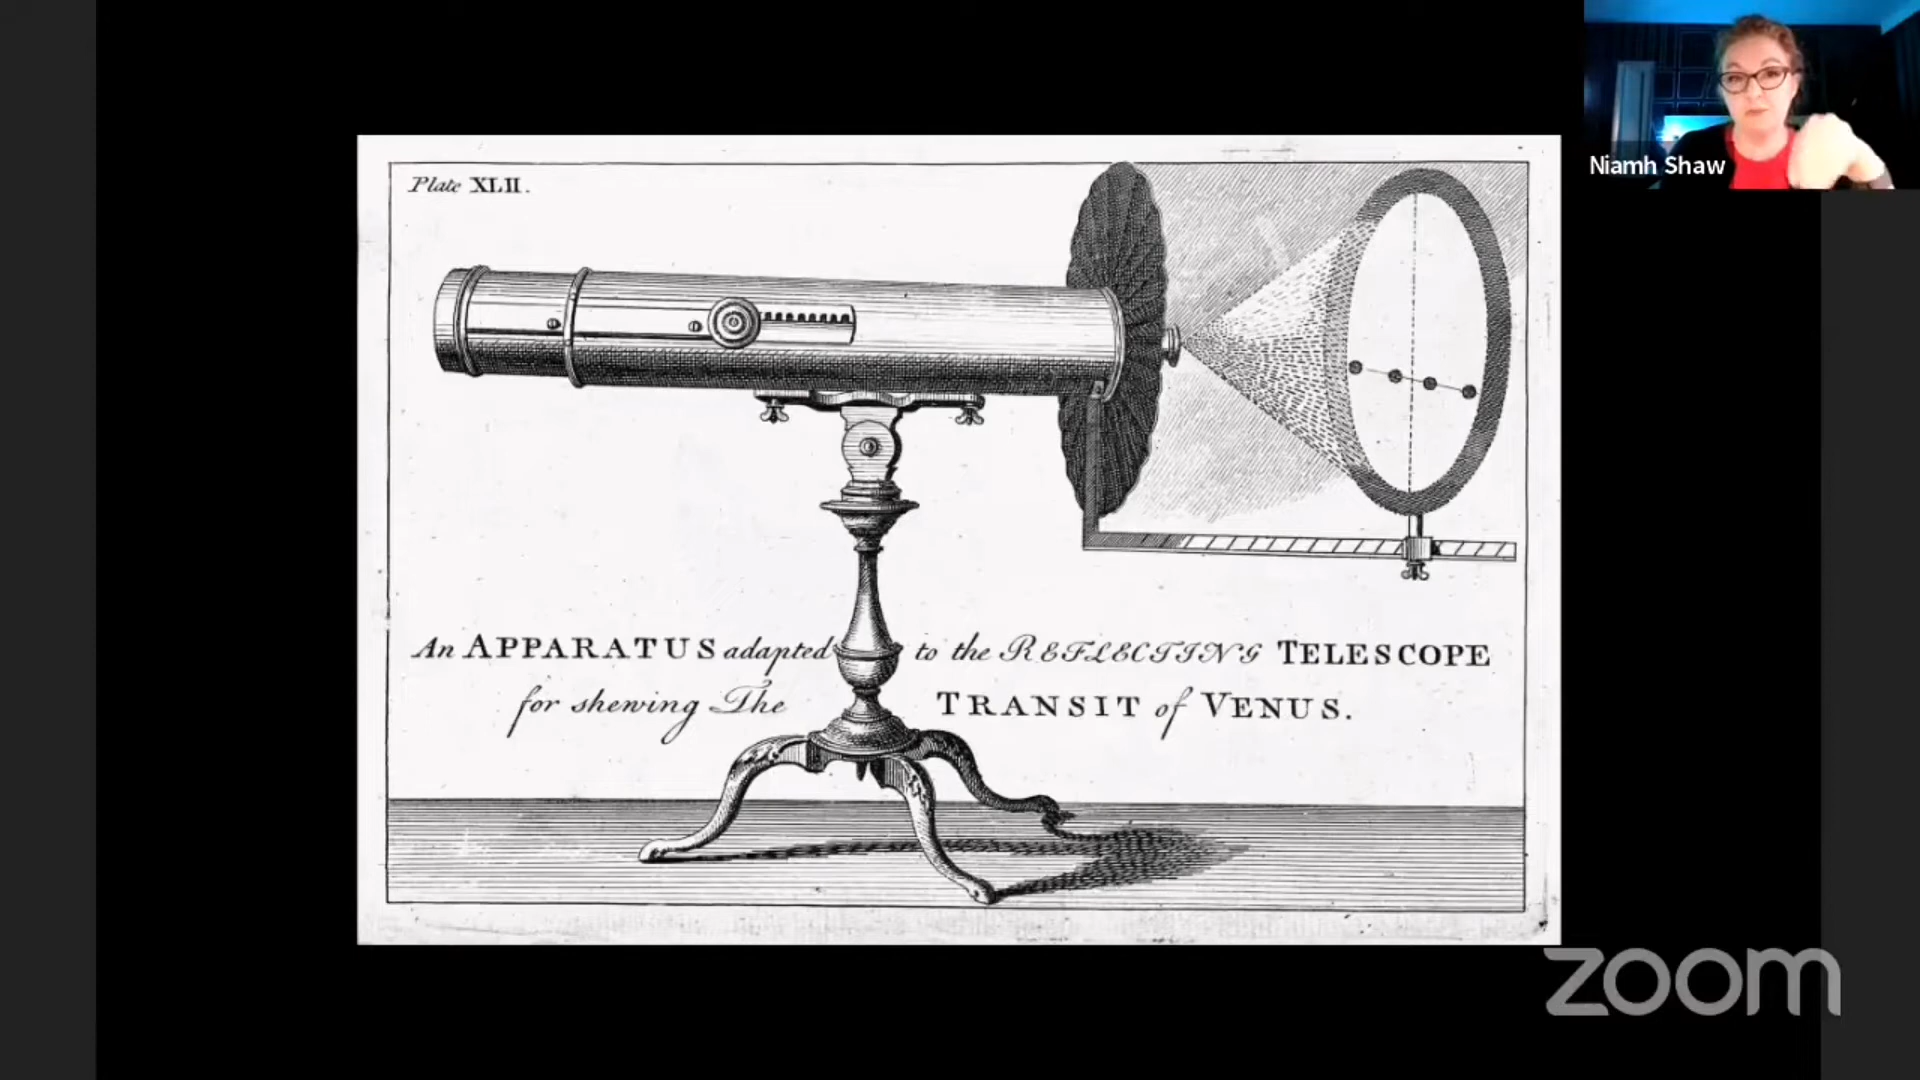 Niamh Shaw
Plate XLII.
An APPARATUS adapted to the REFLECTING TELESCOPE
for shewing The TRANSIT of VENUS.
zoom